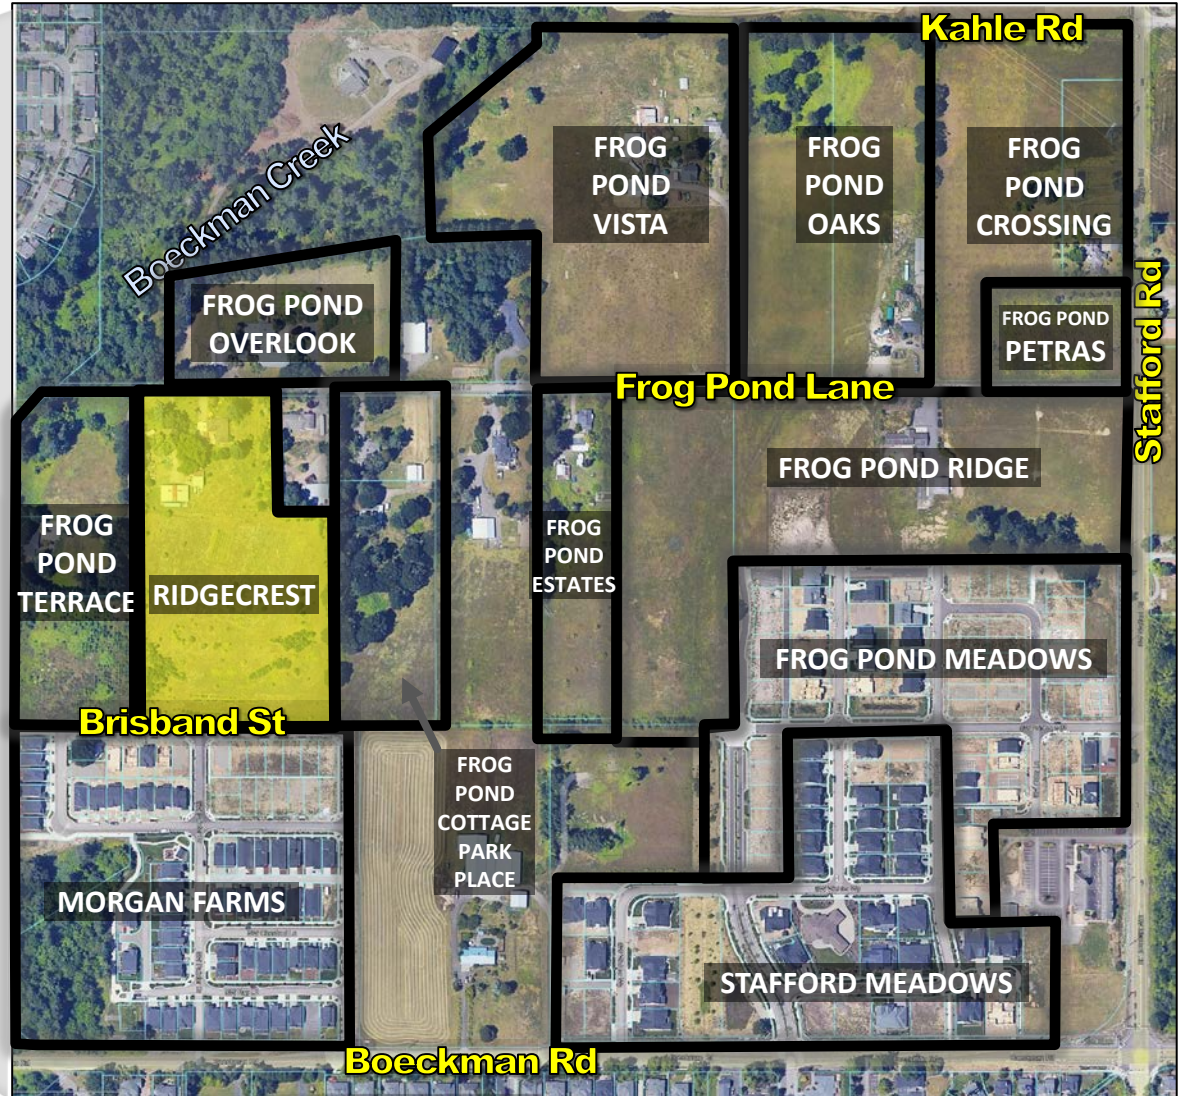 Kahle Rd
Boeckman Creek
FROG
POND
VISTA
FROG
POND
OAKS
FROG
POND
CROSSING
FROG POND
OVERLOOK
FROG POND
PETRAS
Stafford Rd
Frog Pond Lane
FROG POND RIDGE
FROG
POND
TERRACE
RIDGECREST
FROG
POND
ESTATES
FROG POND MEADOWS
Brisband St
FROG
POND
COTTAGE
PARK
PLACE
MORGAN FARMS
STAFFORD MEADOWS
Boeckman Rd